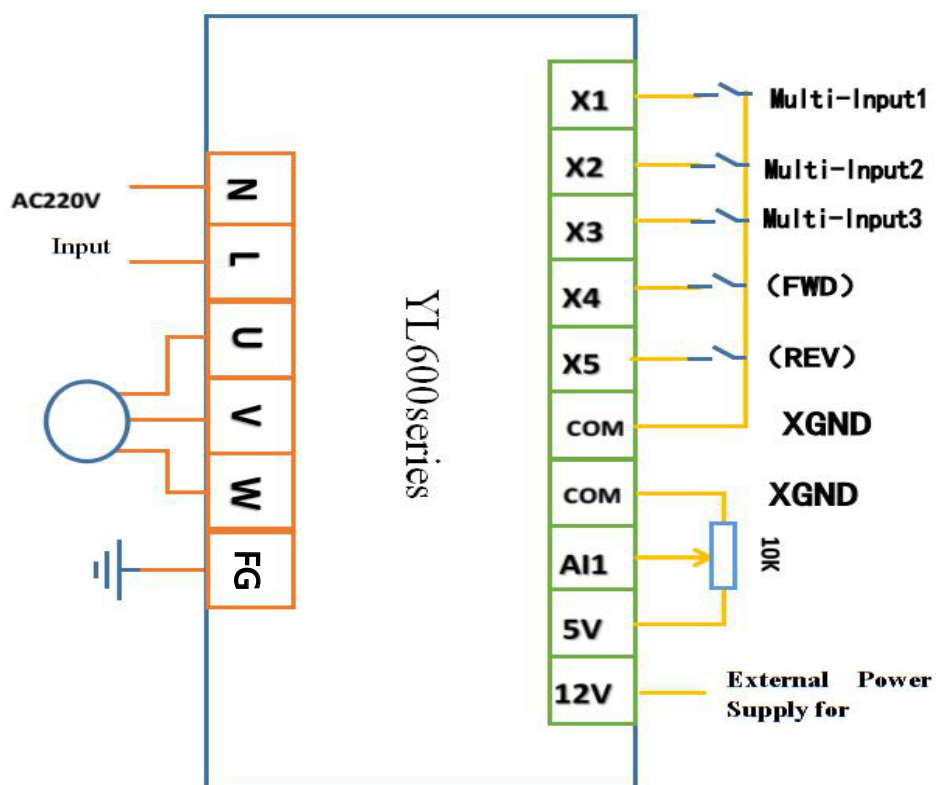 AC220V
Input
N
L
U
V
W
FG
YL600series
X1
Multi-Input1
X2
Multi-Input2
X3
Multi-Input3
X4
(FWD)
X5
(REV)
COM
XGND
COM
XGND
AI1
10K
5V
12V
External Power
Supply for